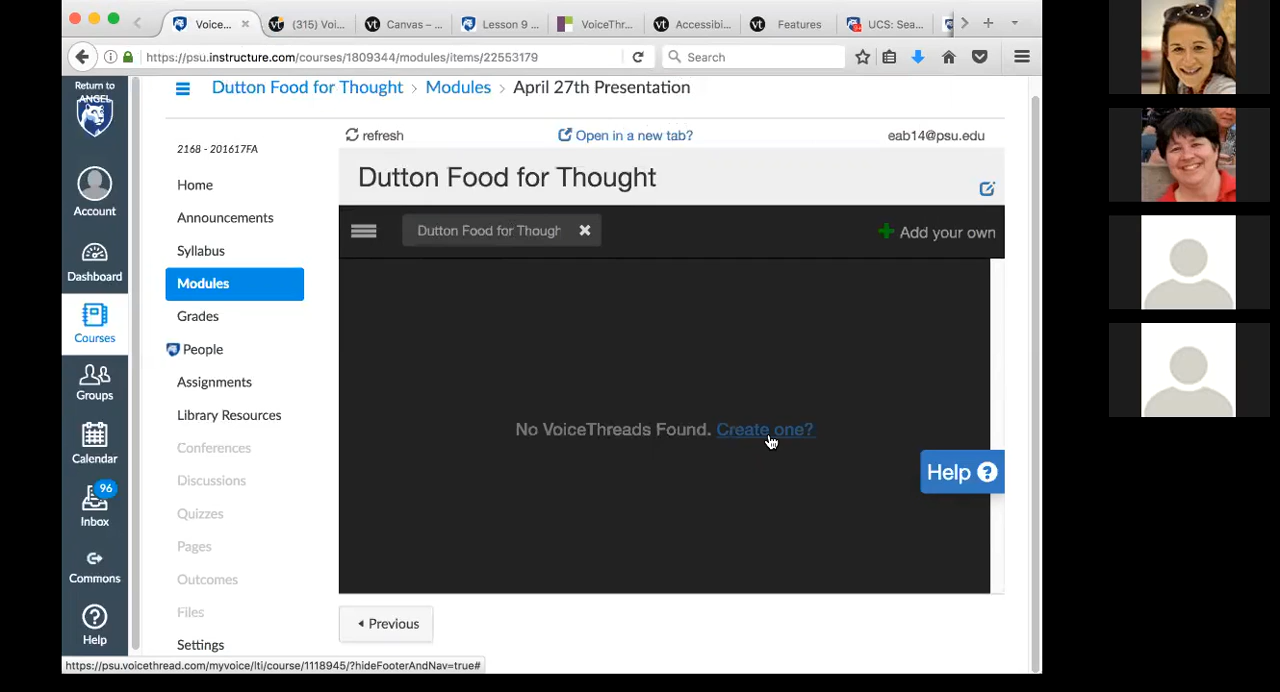 Voice...
(315) Voi...
Canvas – ...
Lesson 9 ...
VoiceThr...
Accessibi...
Features
UCS: Sea...
https://psu.instructure.com/courses/1809344/modules/items/22553179
Search
Return to
ANGEL
Account
Dashboard
Courses
Groups
Calendar
96
Inbox
Commons
Help
Dutton Food for Thought › Modules › April 27th Presentation
2168 - 201617FA
Home
Announcements
Syllabus
Modules
Grades
People
Assignments
Library Resources
Conferences
Discussions
Quizzes
Pages
Outcomes
Files
Settings
refresh
Open in a new tab?
eab14@psu.edu
Dutton Food for Thought
Dutton Food for Though
Add your own
No VoiceThreads Found. Create one?
Help
Previous
https://psu.voicethread.com/myvoice/lti/course/1118945/?hideFooterAndNav=true#